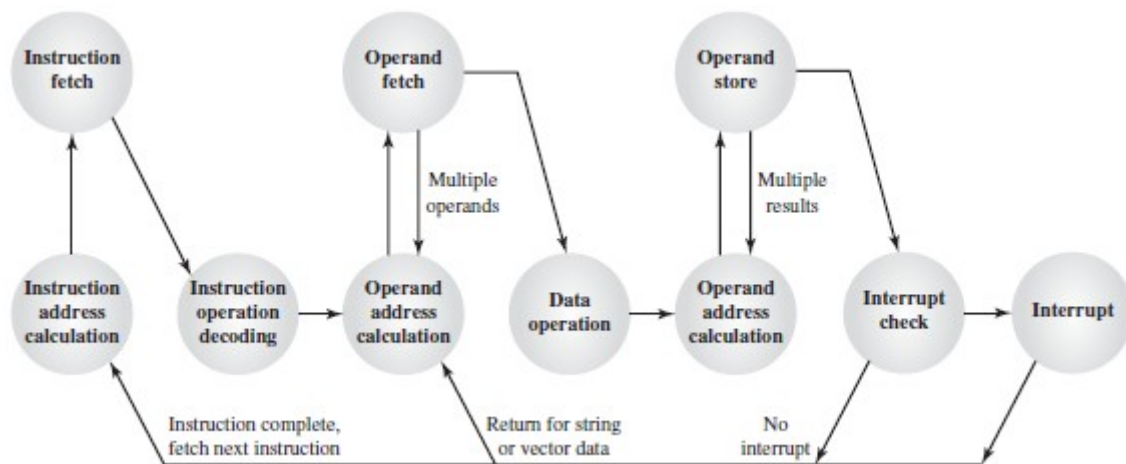 Instruction
fetch
Operand
fetch
Operand
store
Multiple
operands
Multiple
results
Instruction
address
calculation
Instruction
operation
decoding
Operand
address
calculation
Data
operation
Operand
address
calculation
Interrupt
check
Interrupt
Instruction complete,
fetch next instruction
Return for string
or vector data
No
interrupt